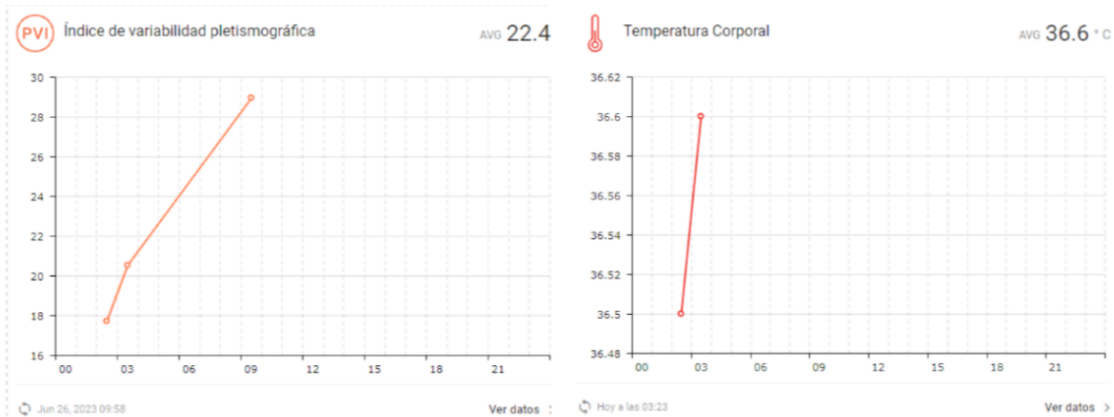 PVI Índice de variabilidad pletismográfica AVG 22.4
30
28
26
24
22
20
18
16
00 03 06 09 12 15 18 21
Jun 26, 2023 09:58 Ver datos
Temperatura Corporal AVG 36.6 ° C
36.62
36.6
36.58
36.56
36.54
36.52
36.5
36.48
00 03 06 09 12 15 18 21
Hoy a las 03:23 Ver datos